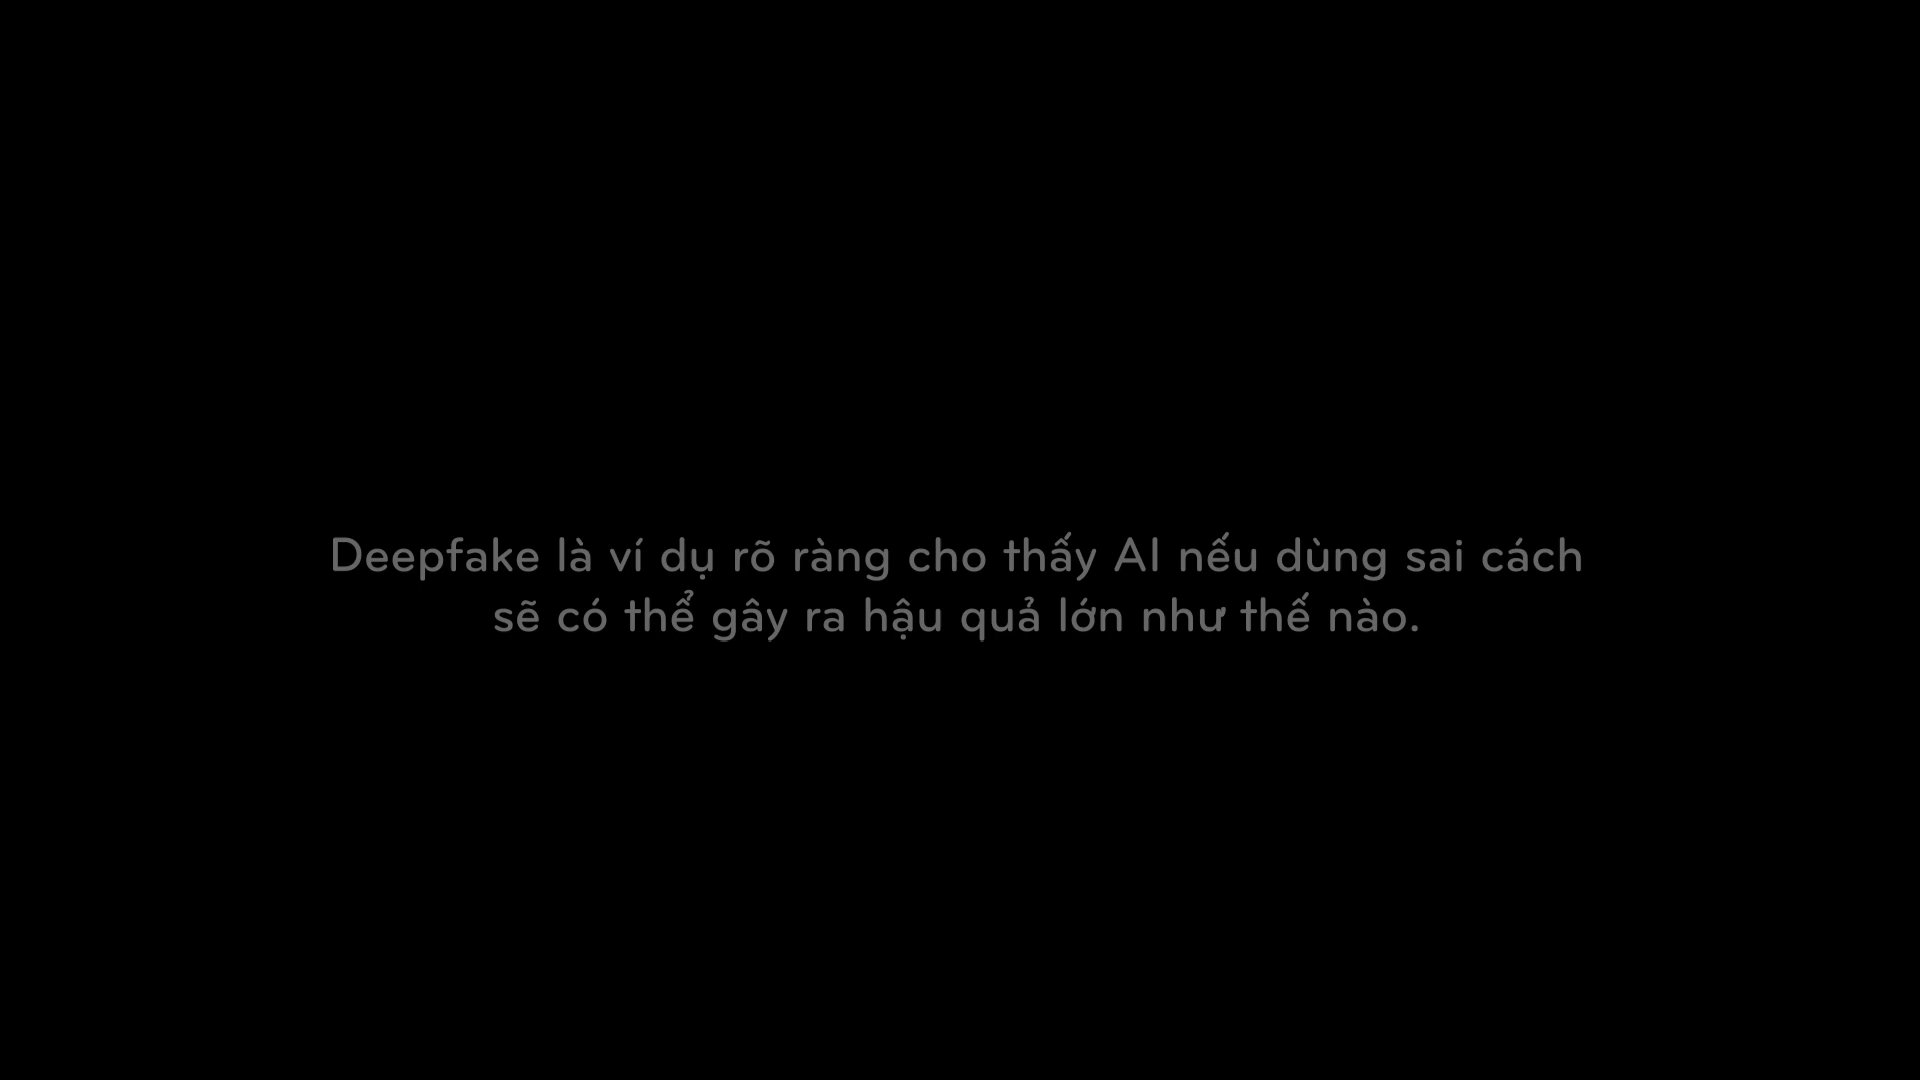 Deepfake là ví dụ rõ ràng cho thấy AI nếu dùng sai cách
sẽ có thể gây ra hậu quả lớn như thế nào.